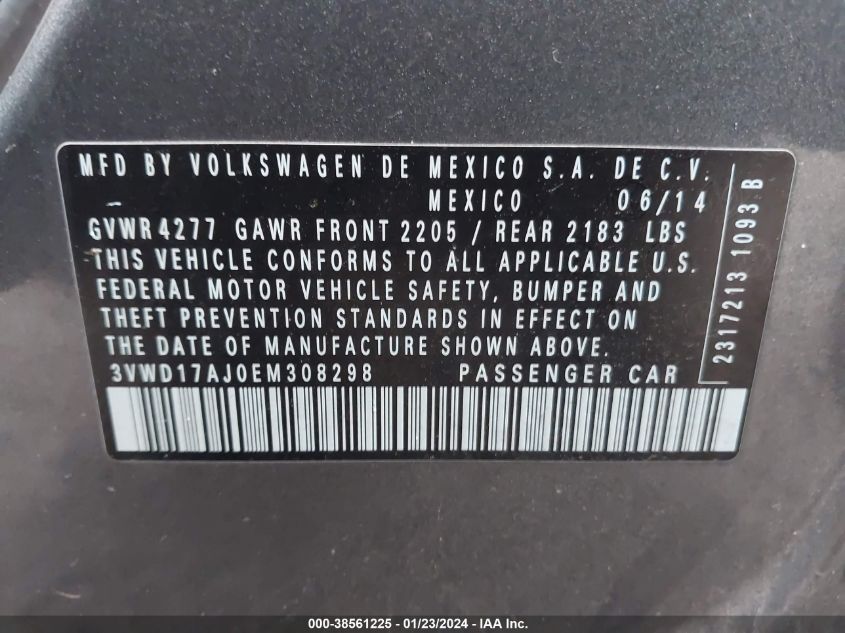 MFD BY VOLKSWAGEN DE MEXICO S.A. DE C.V.
MEXICO 06/14
GVWR 4277 GAWR FRONT 2205 / REAR 2183 LBS
THIS VEHICLE CONFORMS TO ALL APPLICABLE U.S.
FEDERAL MOTOR VEHICLE SAFETY, BUMPER AND
THEFT PREVENTION STANDARDS IN EFFECT ON
THE DATE OF MANUFACTURE SHOWN ABOVE.
3VWD17AJ0EM308298 PASSENGER CAR
2317213 1093 B
000-38561225 - 01/23/2024 - IAA Inc.